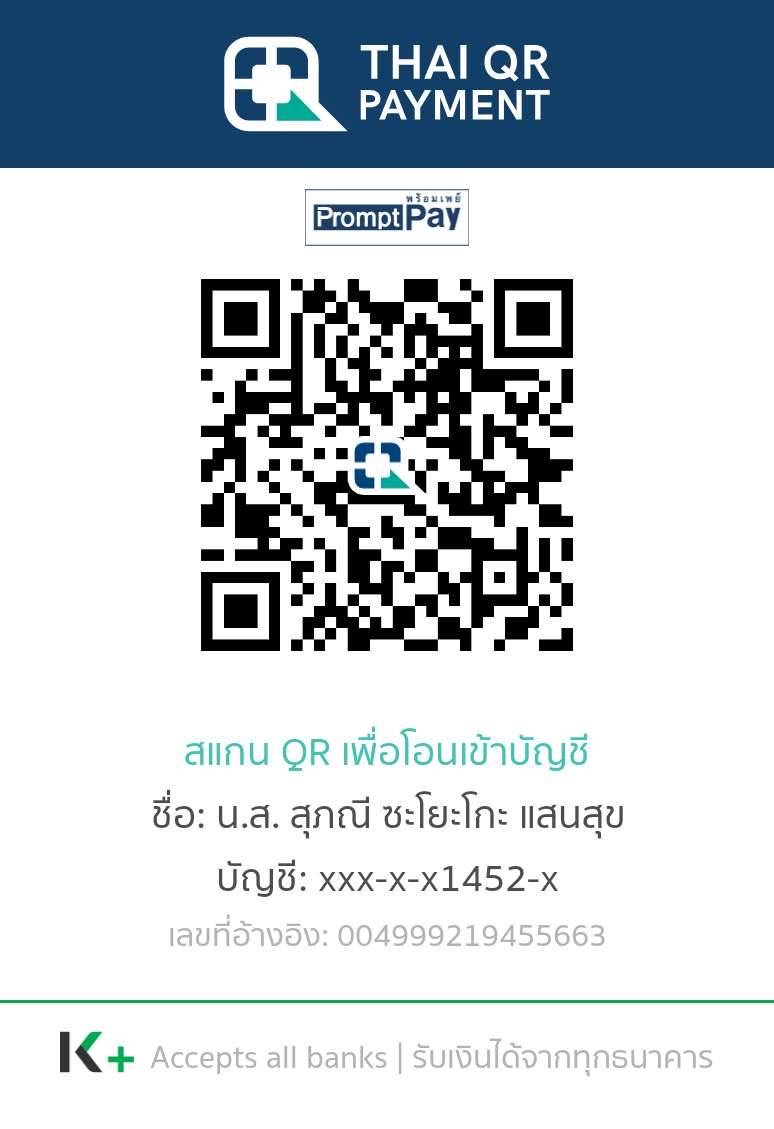 THAI QR
PAYMENT
พร้อมเพย์
PromptPay
สแกน QR เพื่อโอนเข้าบัญชี
ชื่อ: น.ส. สุภณี ซะโยะโกะ แสนสุข
บัญชี: xxx-x-x1452-x
เลขที่อ้างอิง: 004999219455663
K+ Accepts all banks | รับเงินได้จากทุกธนาคาร